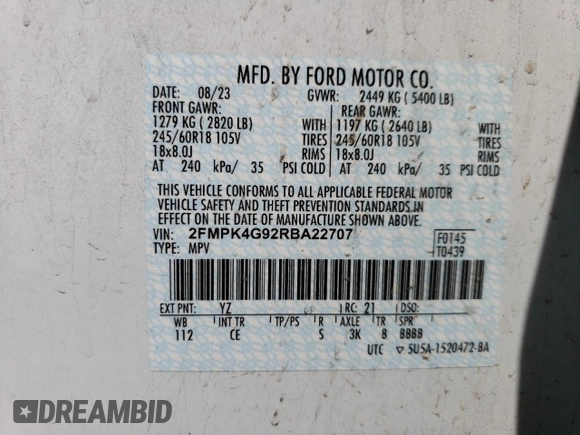 MFD. BY FORD MOTOR CO.
DATE: 08/23 GVWR: 2449 KG ( 5400 LB)
FRONT GAWR: REAR GAWR:
1279 KG ( 2820 LB) WITH 1197 KG ( 2640 LB) WITH
245/60R18 105V TIRES 245/60R18 105V TIRES
18x8.0J RIMS 18x8.0J RIMS
AT 240 kPa/ 35 PSI COLD AT 240 kPa/ 35 PSI COLD
THIS VEHICLE CONFORMS TO ALL APPLICABLE FEDERAL MOTOR
VEHICLE SAFETY AND THEFT PREVENTION STANDARDS IN
EFFECT ON THE DATE OF MANUFACTURE SHOWN ABOVE.
VIN: 2FMPK4G92RBA22707 F0145
TYPE: MPV T0439
EXT PNT: YZ RC: 21 DSO:
WB INT TR TP/PS R AXLE TR SPR
112 CE S 3K 8 BBBB
UTC ▽ 5U5A-1520472-BA
DREAMBID